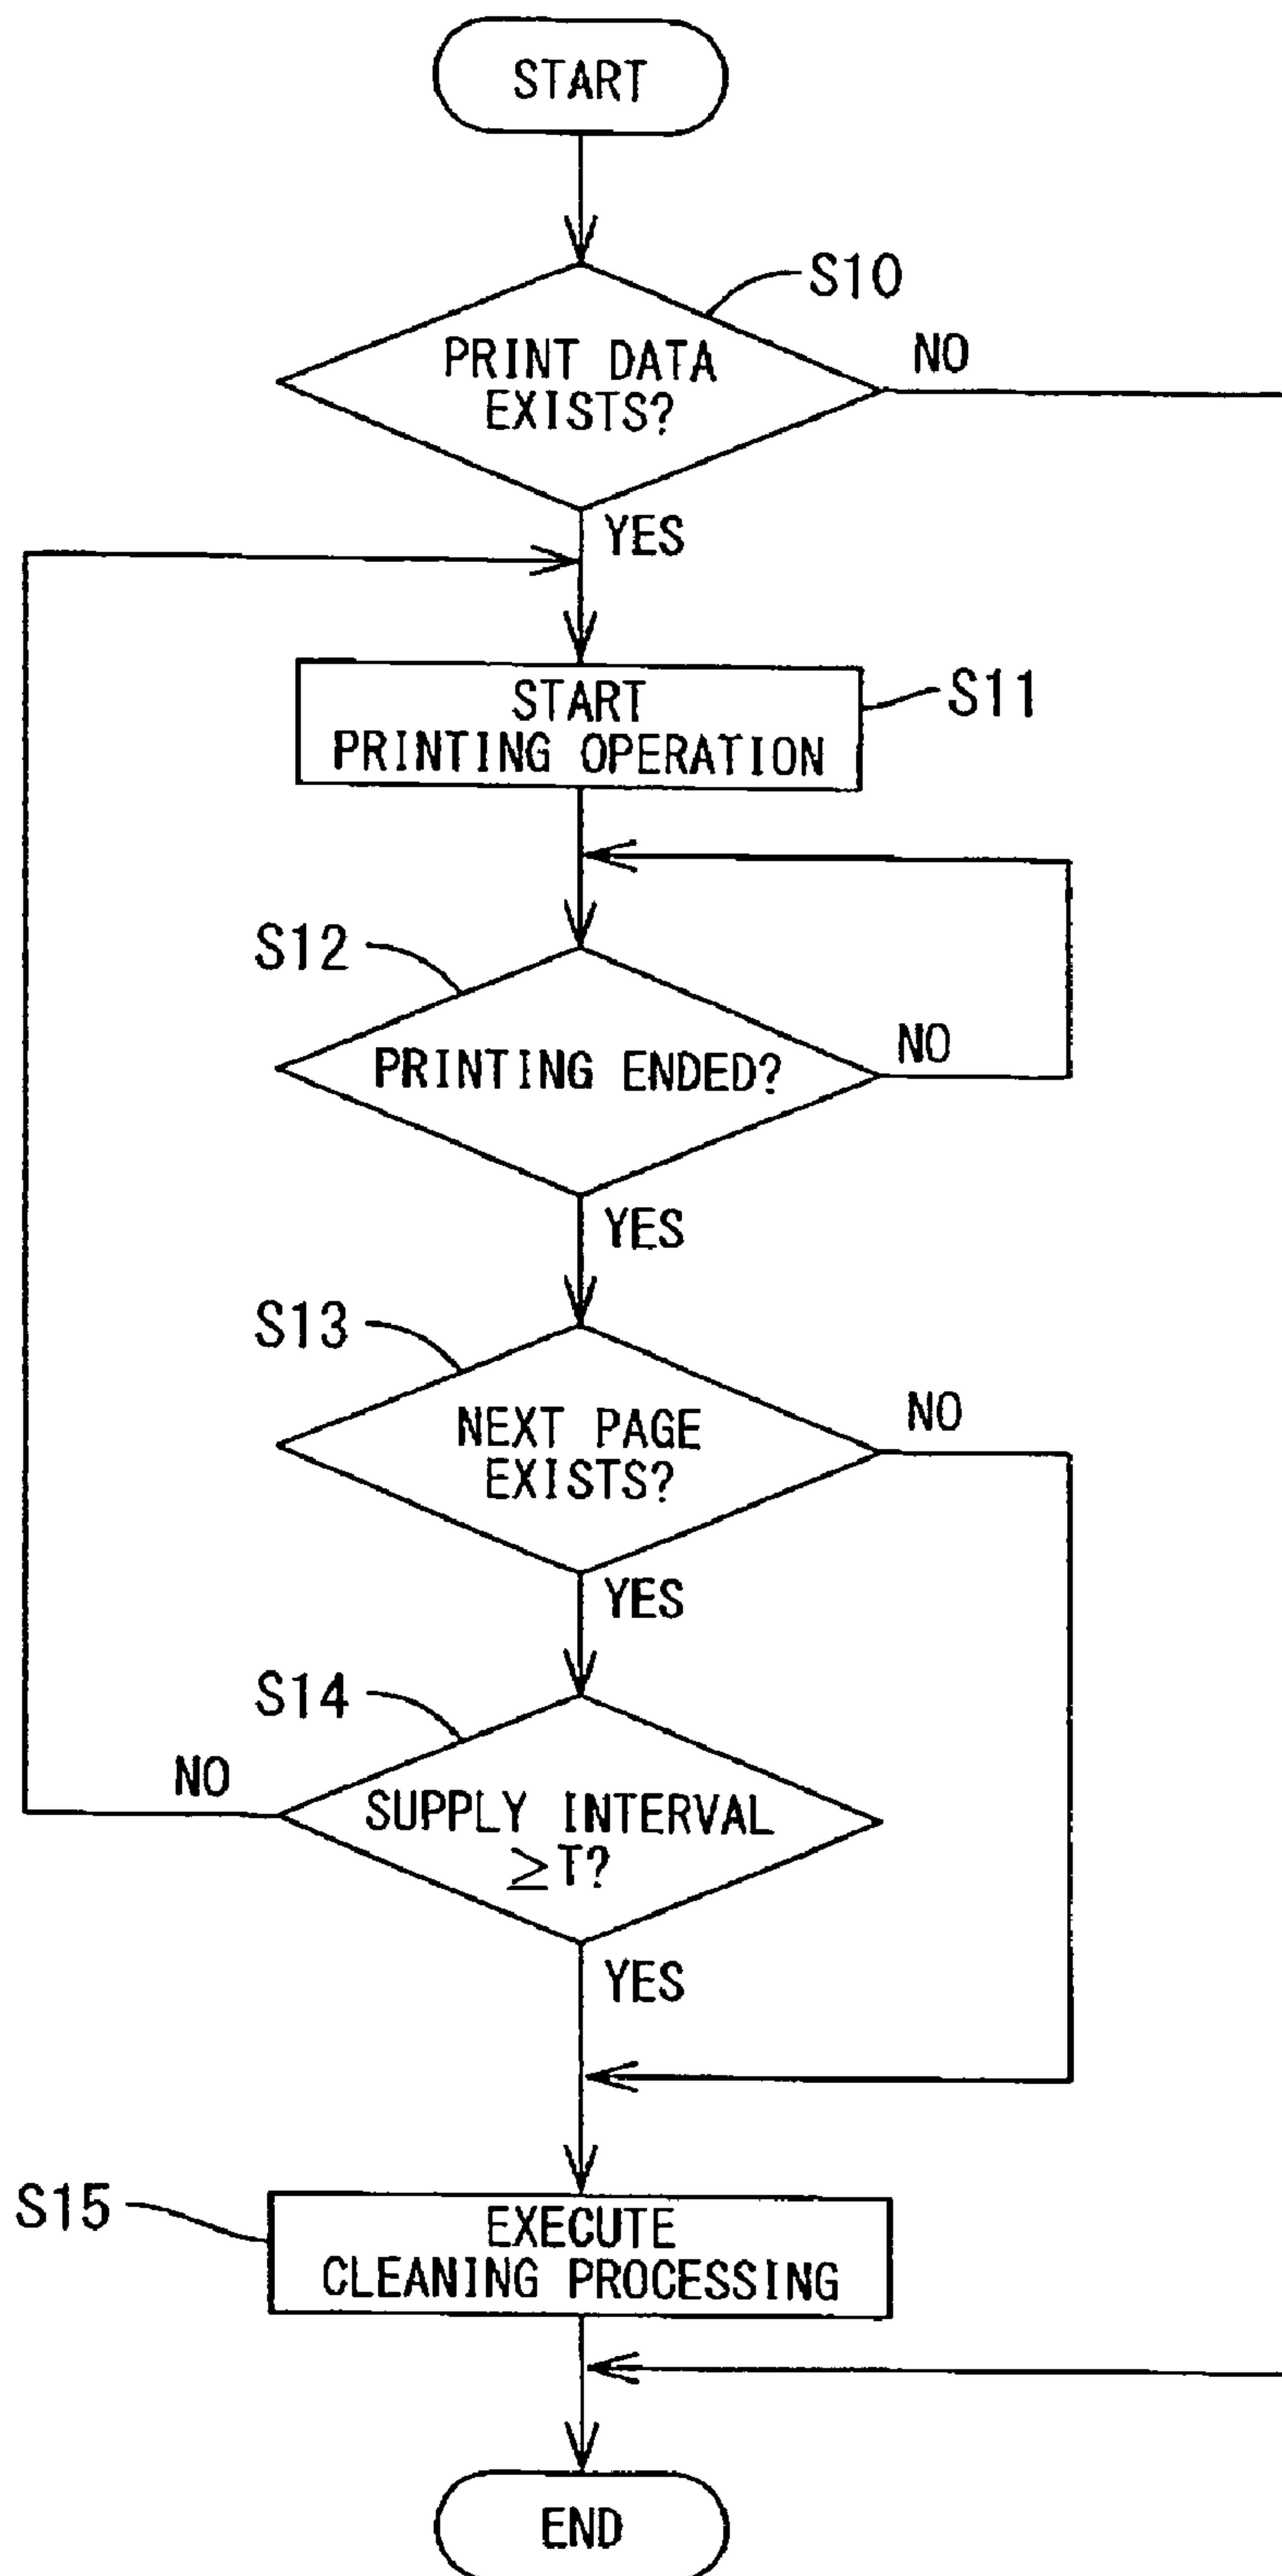 START
S10
PRINT DATA
EXISTS?
NO
YES
START
PRINTING OPERATION
S11
S12
PRINTING ENDED?
NO
YES
S13
NEXT PAGE
EXISTS?
NO
YES
S14
NO
SUPPLY INTERVAL
≥T?
YES
S15
EXECUTE
CLEANING PROCESSING
END